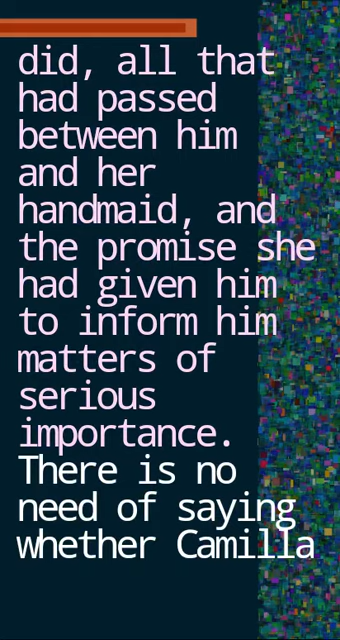 did, all that
had passed
between him
and her
handmaid, and
the promise she
had given him
to inform him
matters of
serious
importance.
There is no
need of saying
whether Camilla